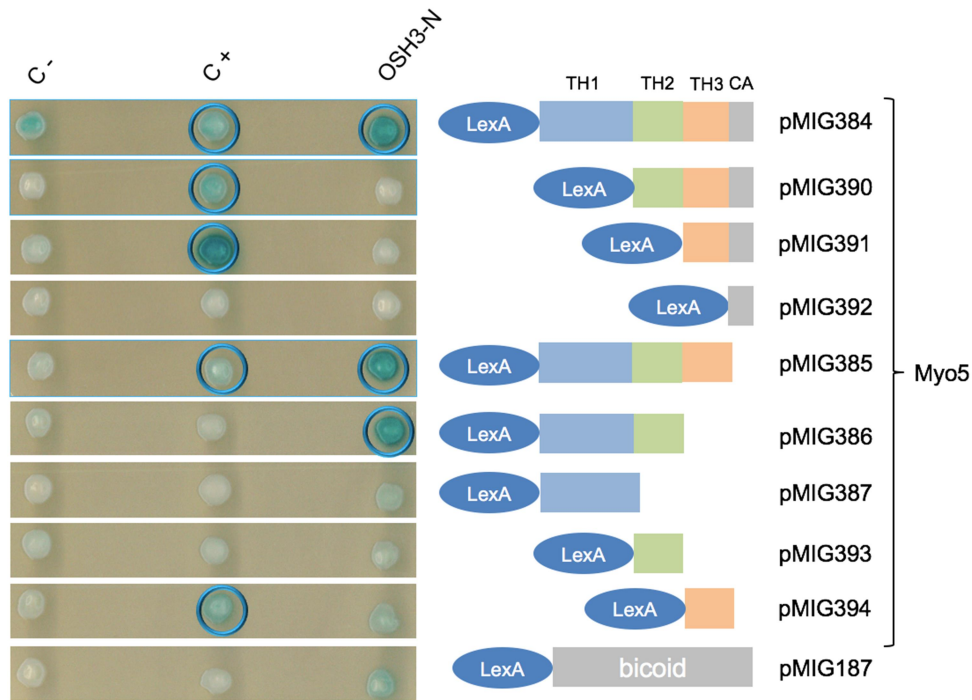 C -
C +
OSH3-N
TH1 TH2 TH3 CA
LexA pMIG384
LexA pMIG390
LexA pMIG391
LexA pMIG392
LexA pMIG385
Myo5
LexA pMIG386
LexA pMIG387
LexA pMIG393
LexA pMIG394
LexA bicoid pMIG187